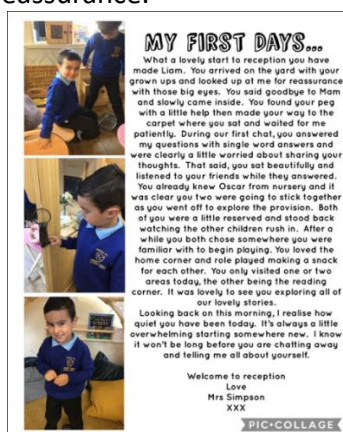 eassurance.
MY FIRST DAYS...
What a lovely start to reception you have
made Liam. You arrived on the yard with your
grown ups and looked up at me for reassurance
with those big eyes. You said goodbye to Mam
and slowly came inside. You found your peg
with a little help then made your way to the
carpet where you sat and waited for me
patiently. During our first chat, you answered
my questions with single word answers and
were clearly a little worried about sharing your
thoughts. That said, you sat beautifully and
listened to your friends while they answered.
You already knew Oscar from nursery and it
was clear you two were going to stick together
as you went off to explore the provision. Both
of you were a little reserved and stood back
watching the other children rush in. After a
while you both chose somewhere you were
familiar with to begin playing. You loved the
home corner and role played making a snack
for each other. You only visited one or two
areas today, the other being the reading
corner. It was lovely to see you exploring all of
our lovely stories.
Looking back on this morning, I realise how
quiet you have been today. It's always a little
overwhelming starting somewhere new. I know
it won't be long before you are chatting away
and telling me all about yourself.
Welcome to reception
Love
Mrs Simpson
XXX
PIC•COLLAGE